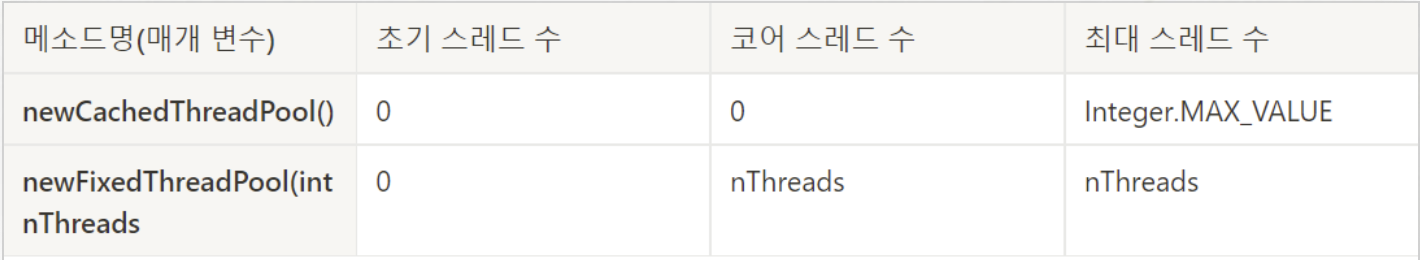 메소드명(매개 변수) 초기 스레드 수 코어 스레드 수 최대 스레드 수
newCachedThreadPool() 0 0 Integer.MAX_VALUE
newFixedThreadPool(int 0 nThreads nThreads
nThreads